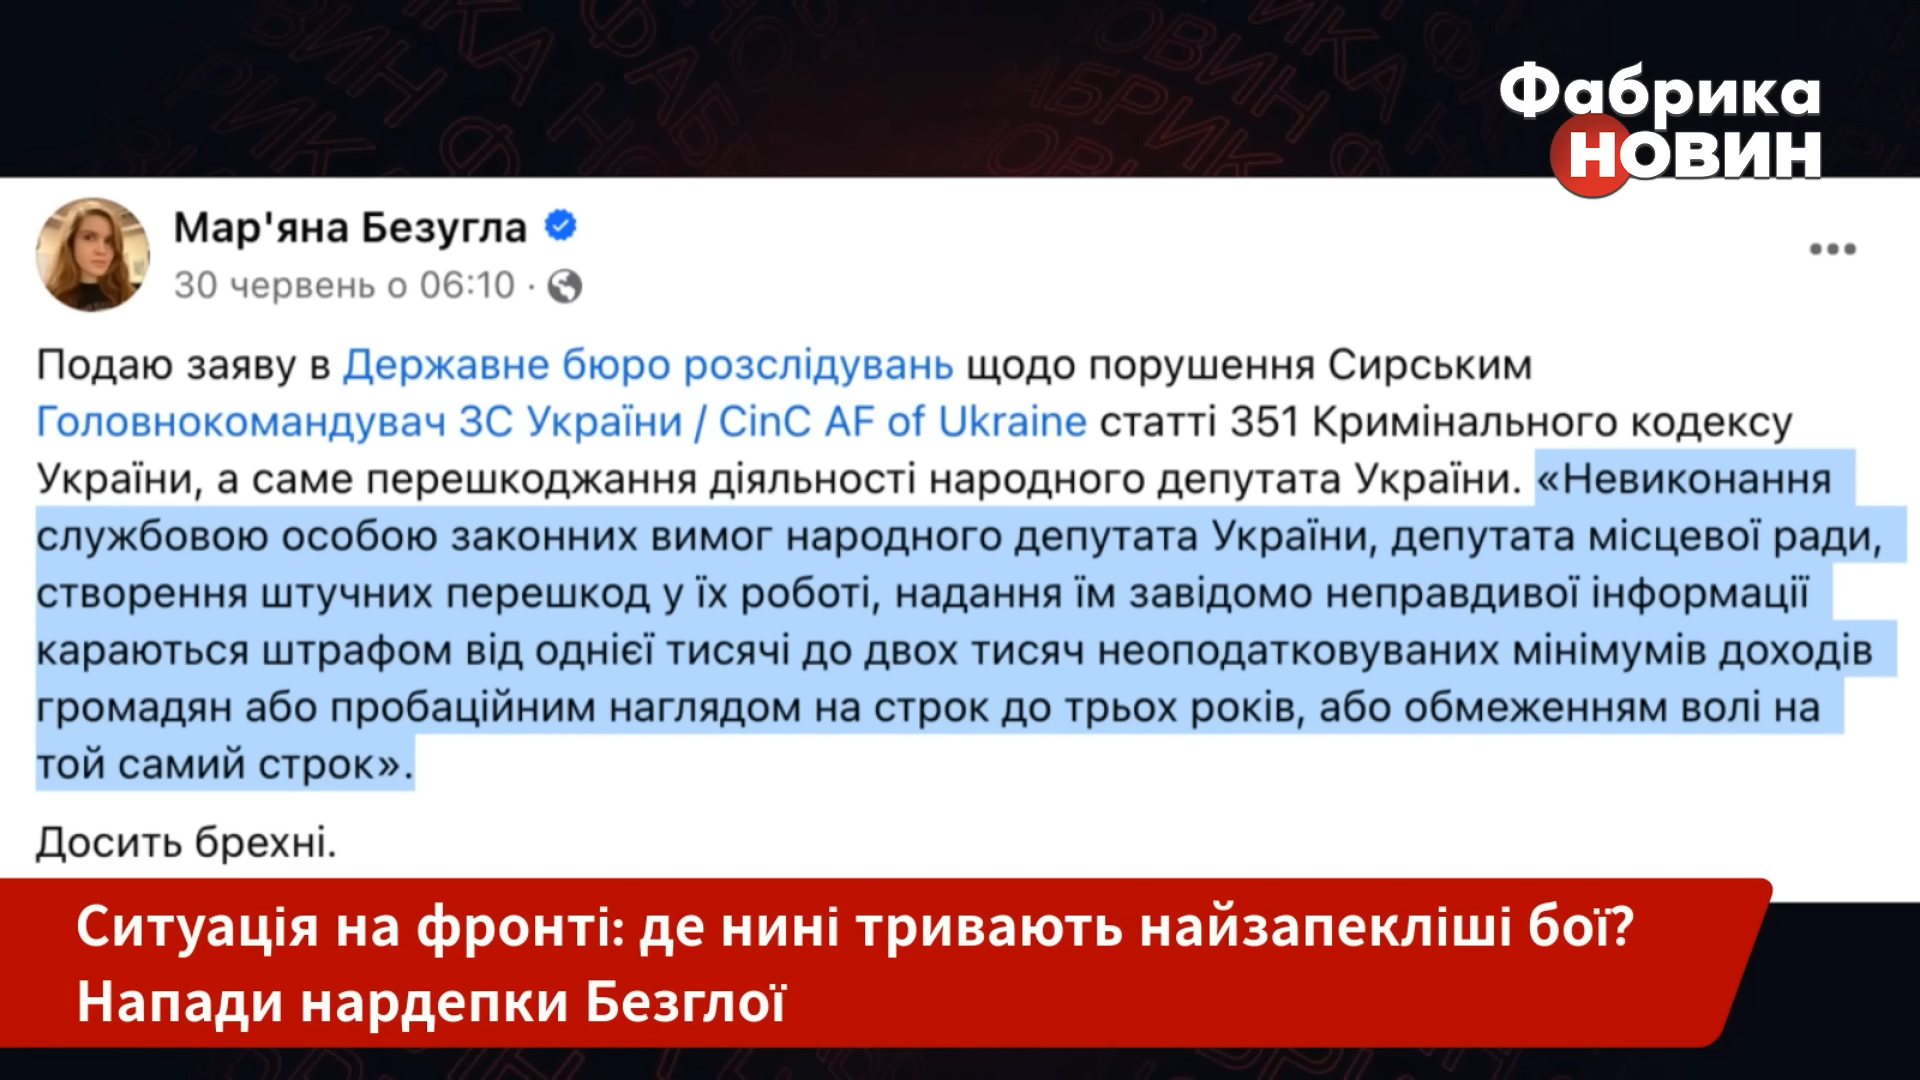 Фабрика
новин
Мар'яна Безугла
30 червень о 06:10 ·
Подаю заяву в Державне бюро розслідувань щодо порушення Сирським
Головнокомандувач ЗС України / CinC AF of Ukraine статті 351 Кримінального кодексу
України, а саме перешкоджання діяльності народного депутата України. «Невиконання
службовою особою законних вимог народного депутата України, депутата місцевої ради,
створення штучних перешкод у їх роботі, надання їм завідомо неправдивої інформації
караються штрафом від однієї тисячі до двох тисяч неоподатковуваних мінімумів доходів
громадян або пробаційним наглядом на строк до трьох років, або обмеженням волі на
той самий строк».
Досить брехні.
Ситуація на фронті: де нині тривають найзапекліші бої?
Напади нардепки Безглої